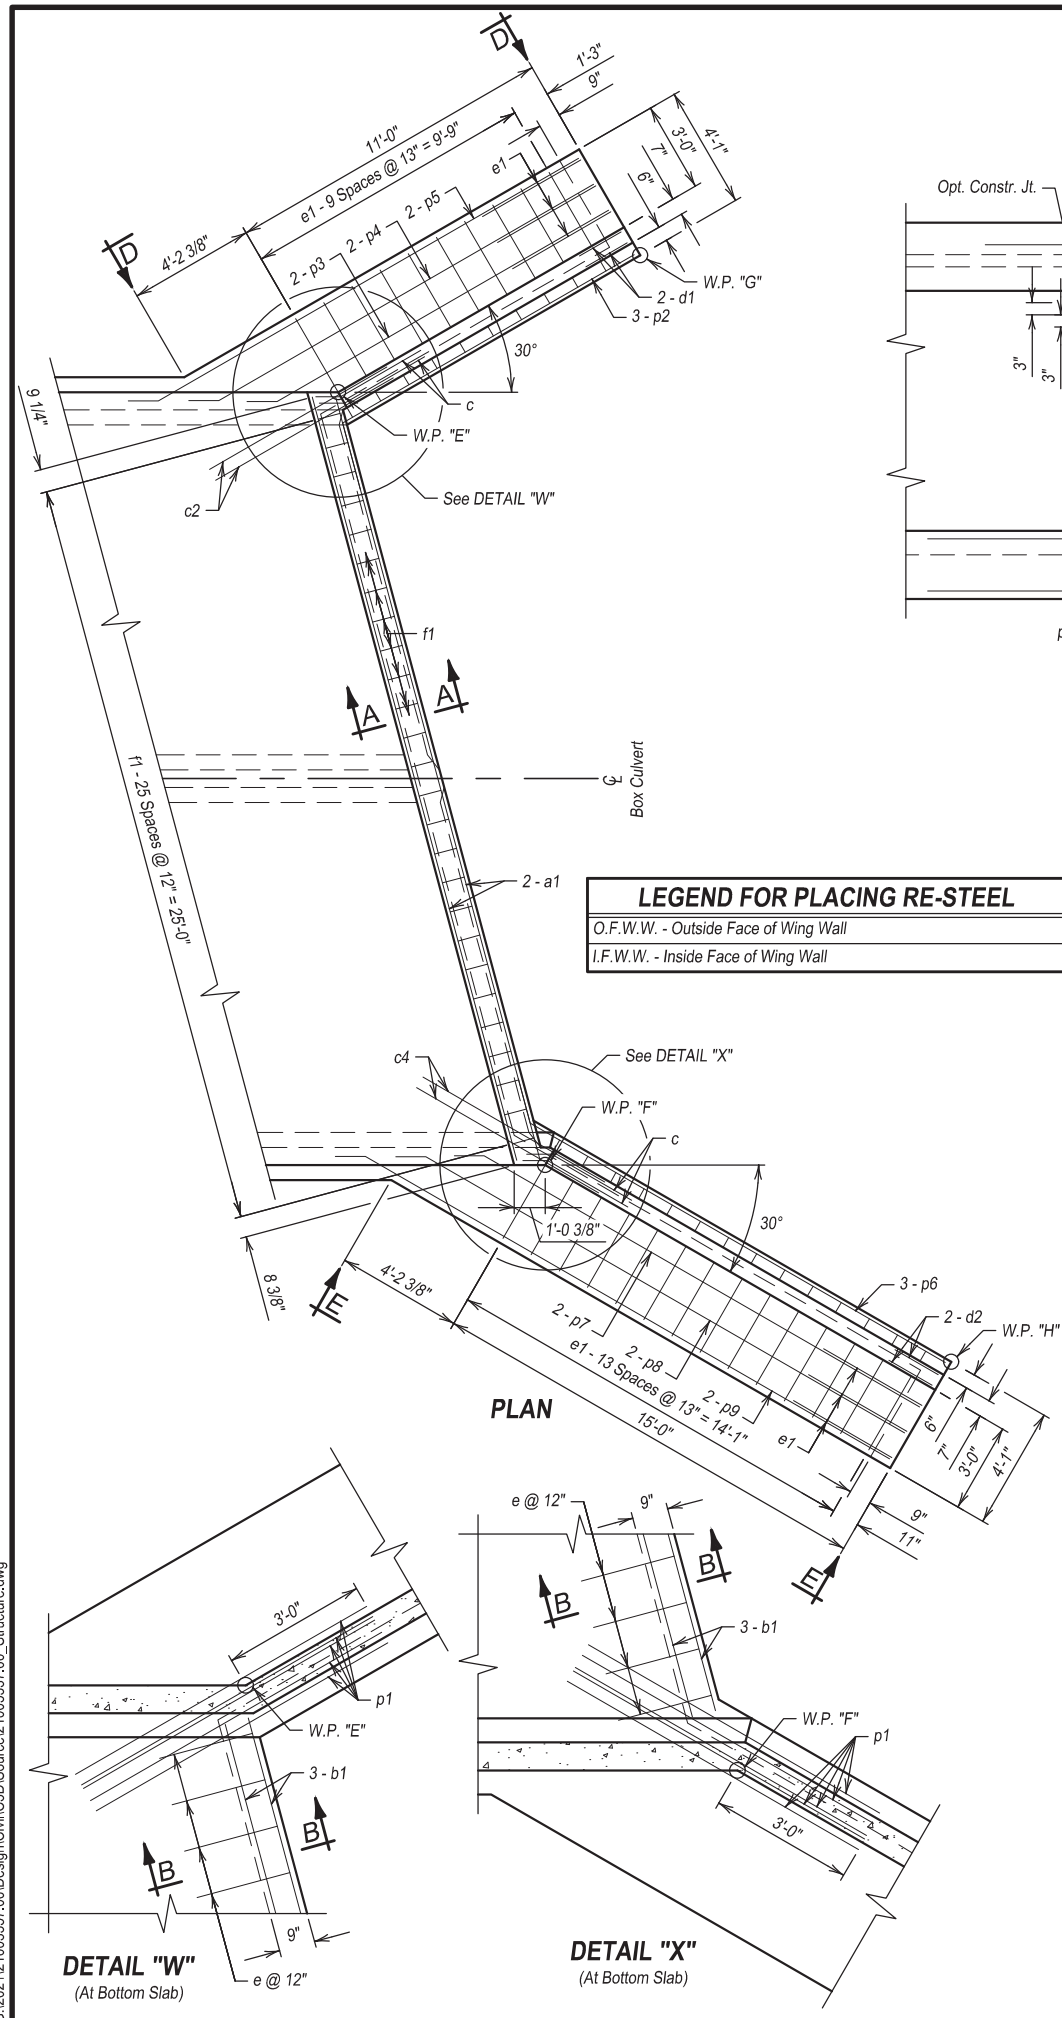 D
1'-3"
9"
11'-0"
e1 - 9 Spaces @ 13" = 9'-9"
4'-1"
3'-0"
7"
6"
e1
D
4'-2 3/8"
2 - p5
2 - p4
2 - p3
Opt. Constr. Jt.
W.P. "G"
2 - d1
3 - p2
30°
3"
3"
9 1/4"
c
W.P. "E"
c2
See DETAIL "W"
f1
A
A
f1 - 25 Spaces @ 12" = 25'-0"
℄
Box Culvert
2 - a1
LEGEND FOR PLACING RE-STEEL
O.F.W.W. - Outside Face of Wing Wall
I.F.W.W. - Inside Face of Wing Wall
c4
See DETAIL "X"
W.P. "F"
c
1'-0 3/8"
30°
8 3/8"
E
4'-2 3/8"
3 - p6
2 - d2
W.P. "H"
2 - p7
2 - p8
e1 - 13 Spaces @ 13" = 14'-1"
2 - p9
15'-0"
e1
6"
7"
3'-0"
4'-1"
9"
11"
E
PLAN
3'-0"
p1
W.P. "E"
3 - b1
B
B
9"
e @ 12"
DETAIL "W"
(At Bottom Slab)
e @ 12"
9"
B
B
3 - b1
W.P. "F"
p1
3'-0"
DETAIL "X"
(At Bottom Slab)